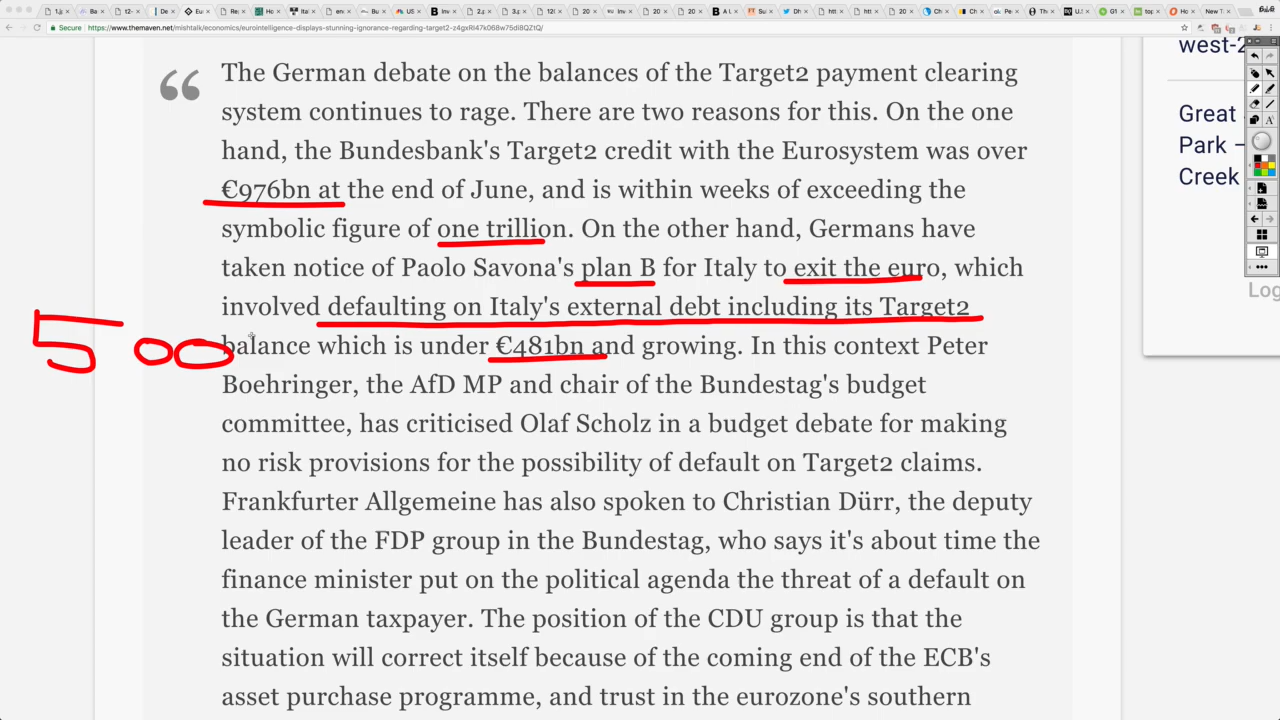 Secure
https://www.themaven.net/mishtalk/economics/eurointelligence-displays-stunning-ignorance-regarding-target2-z4gxRl47k068w75di8QZtQ/
“
The German debate on the balances of the Target2 payment clearing
system continues to rage. There are two reasons for this. On the one
hand, the Bundesbank's Target2 credit with the Eurosystem was over
€976bn at the end of June, and is within weeks of exceeding the
symbolic figure of one trillion. On the other hand, Germans have
taken notice of Paolo Savona's plan B for Italy to exit the euro, which
involved defaulting on Italy's external debt including its Target2
balance which is under €481bn and growing. In this context Peter
Boehringer, the AfD MP and chair of the Bundestag's budget
committee, has criticised Olaf Scholz in a budget debate for making
no risk provisions for the possibility of default on Target2 claims.
Frankfurter Allgemeine has also spoken to Christian Dürr, the deputy
leader of the FDP group in the Bundestag, who says it's about time the
finance minister put on the political agenda the threat of a default on
the German taxpayer. The position of the CDU group is that the
situation will correct itself because of the coming end of the ECB's
asset purchase programme, and trust in the eurozone's southern
500
west-2
Great
Park –
Creek
Log